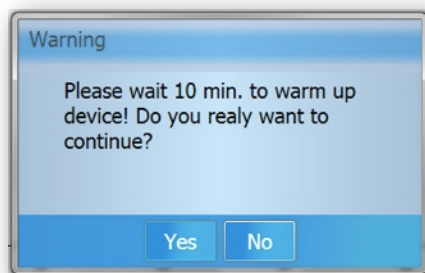 Warning
Please wait 10 min. to warm up
device! Do you realy want to
continue?
Yes
No